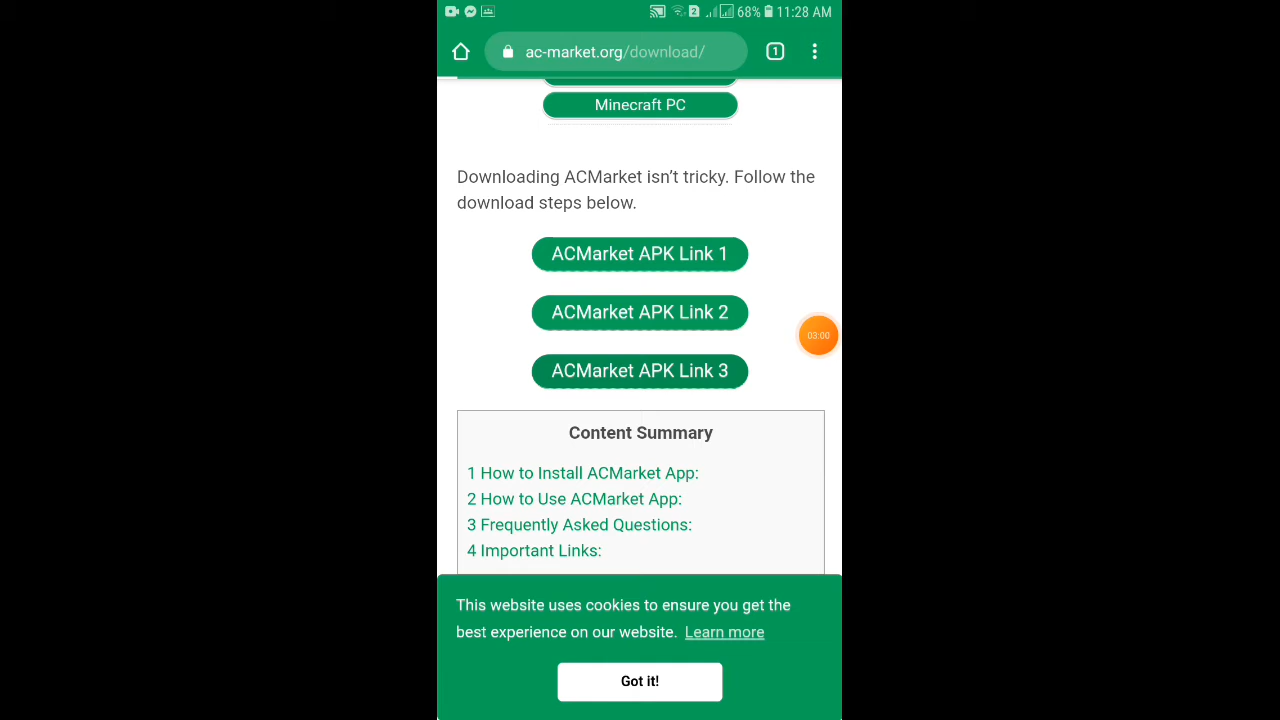 2 68% 11:28 AM
ac-market.org/download/ 1
Minecraft PC
Downloading ACMarket isn’t tricky. Follow the
download steps below.
ACMarket APK Link 1
ACMarket APK Link 2
03:00
ACMarket APK Link 3
Content Summary
1 How to Install ACMarket App:
2 How to Use ACMarket App:
3 Frequently Asked Questions:
4 Important Links:
This website uses cookies to ensure you get the
best experience on our website. Learn more
Got it!